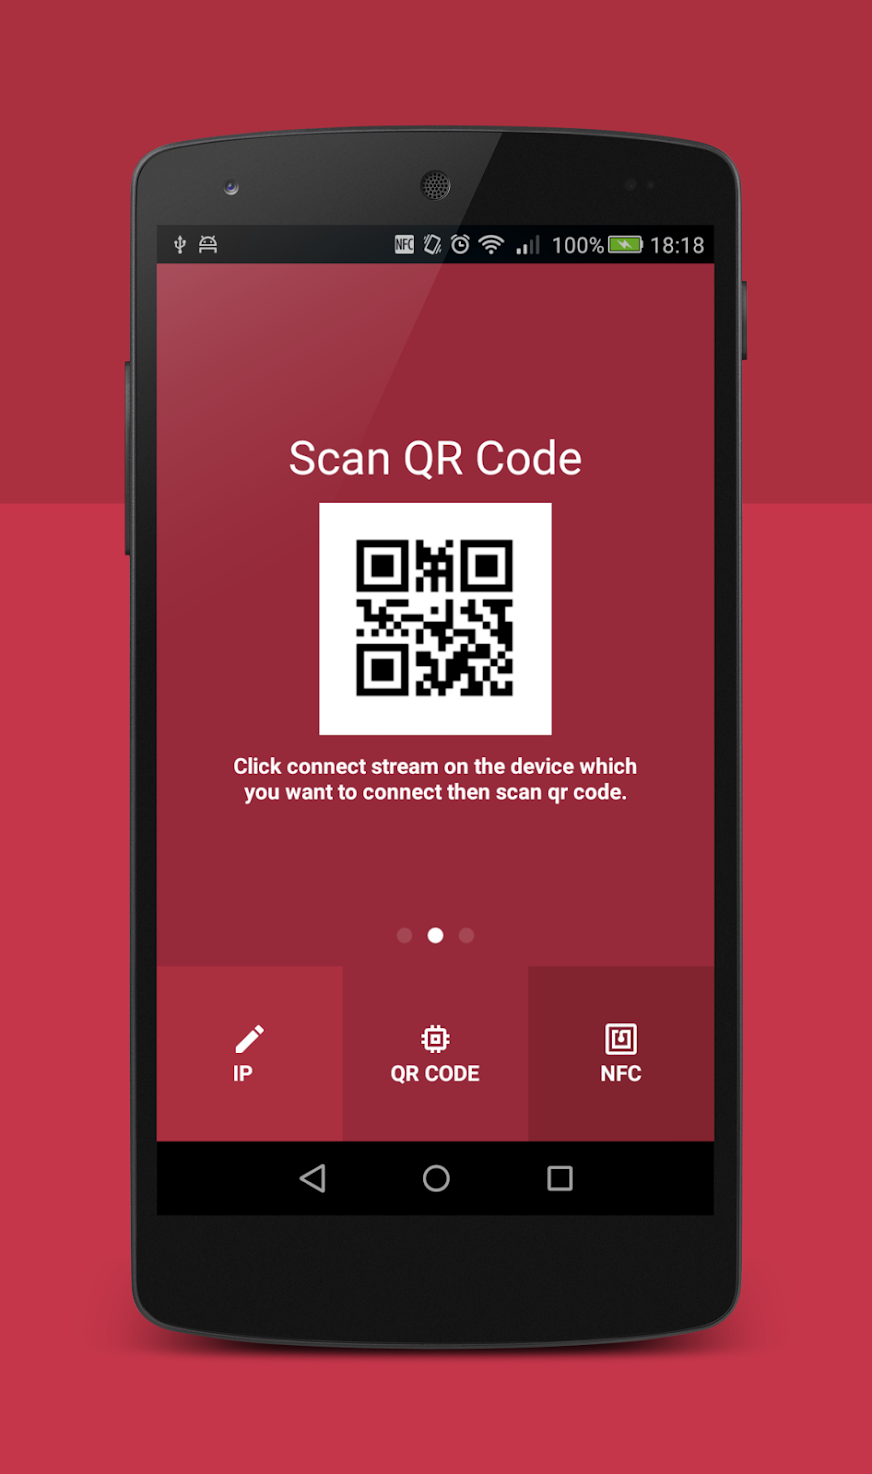 NFC 100% 18:18
Scan QR Code
Click connect stream on the device which
you want to connect then scan qr code.
IP
QR CODE
NFC